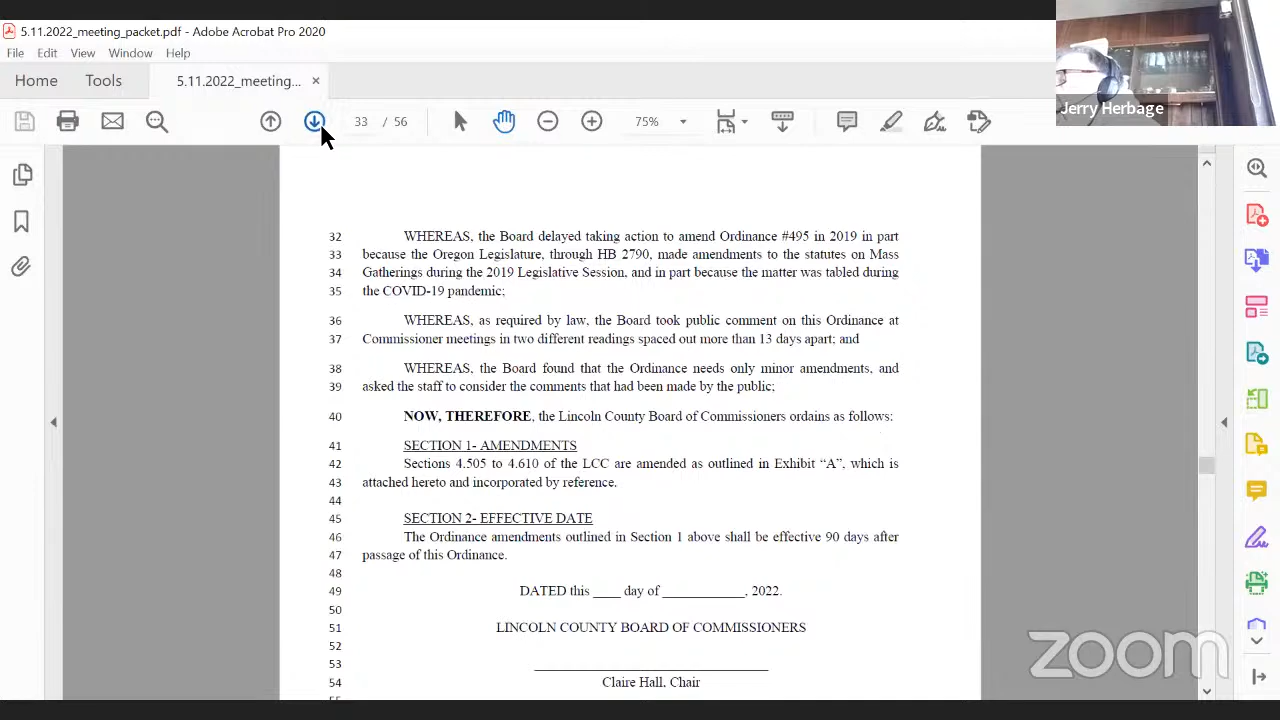 5.11.2022_meeting_packet.pdf - Adobe Acrobat Pro 2020
File Edit View Window Help
Home Tools 5.11.2022_meeting... ×
33 / 56 75%
Jerry Herbage
32 WHEREAS, the Board delayed taking action to amend Ordinance #495 in 2019 in part
33 because the Oregon Legislature, through HB 2790, made amendments to the statutes on Mass
34 Gatherings during the 2019 Legislative Session, and in part because the matter was tabled during
35 the COVID-19 pandemic;
36 WHEREAS, as required by law, the Board took public comment on this Ordinance at
37 Commissioner meetings in two different readings spaced out more than 13 days apart; and
38 WHEREAS, the Board found that the Ordinance needs only minor amendments, and
39 asked the staff to consider the comments that had been made by the public;
40 NOW, THEREFORE, the Lincoln County Board of Commissioners ordains as follows:
41 SECTION 1- AMENDMENTS
42 Sections 4.505 to 4.610 of the LCC are amended as outlined in Exhibit “A”, which is
43 attached hereto and incorporated by reference.
44
45 SECTION 2- EFFECTIVE DATE
46 The Ordinance amendments outlined in Section 1 above shall be effective 90 days after
47 passage of this Ordinance.
48
49 DATED this ____ day of ____________, 2022.
50
51 LINCOLN COUNTY BOARD OF COMMISSIONERS
52
53 __________________________________
54 Claire Hall, Chair
zoom